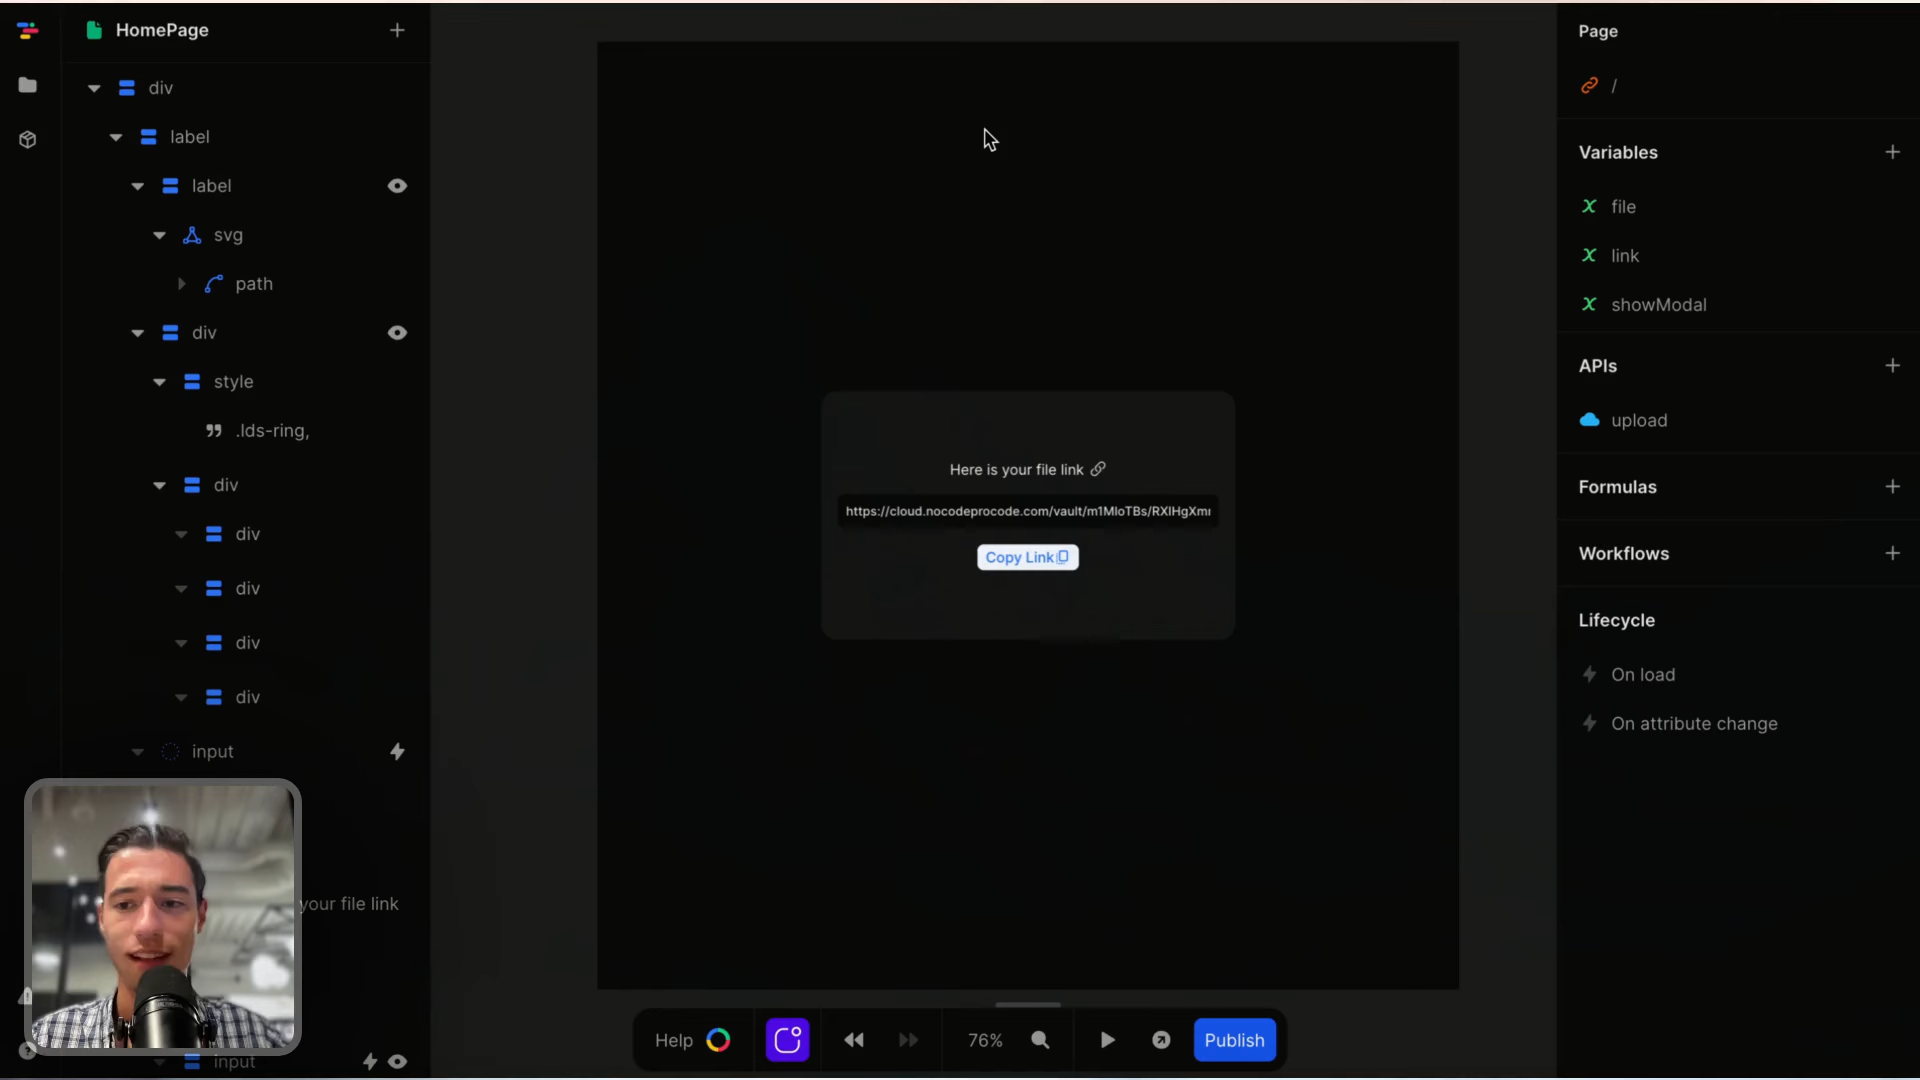 HomePage
div
label
label
svg
path
div
style
.lds-ring,
div
div
div
div
div
input
your file link
input
Here is your file link
https://cloud.nocodeprocode.com/vault/m1MIoTBs/RXIHgXm
Copy Link
Help
76%
Publish
Page
/
Variables
file
link
showModal
APIs
upload
Formulas
Workflows
Lifecycle
On load
On attribute change